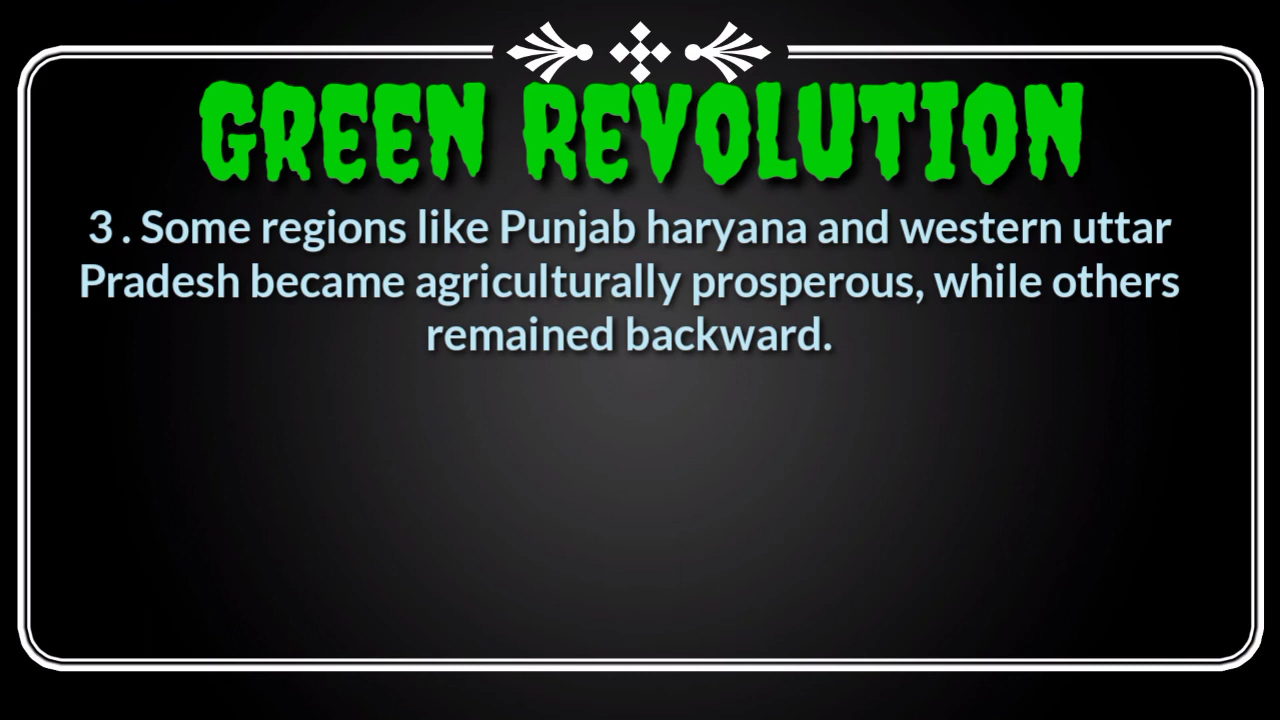 GREEN REVOLUTION
3 . Some regions like Punjab haryana and western uttar
Pradesh became agriculturally prosperous, while others
remained backward.